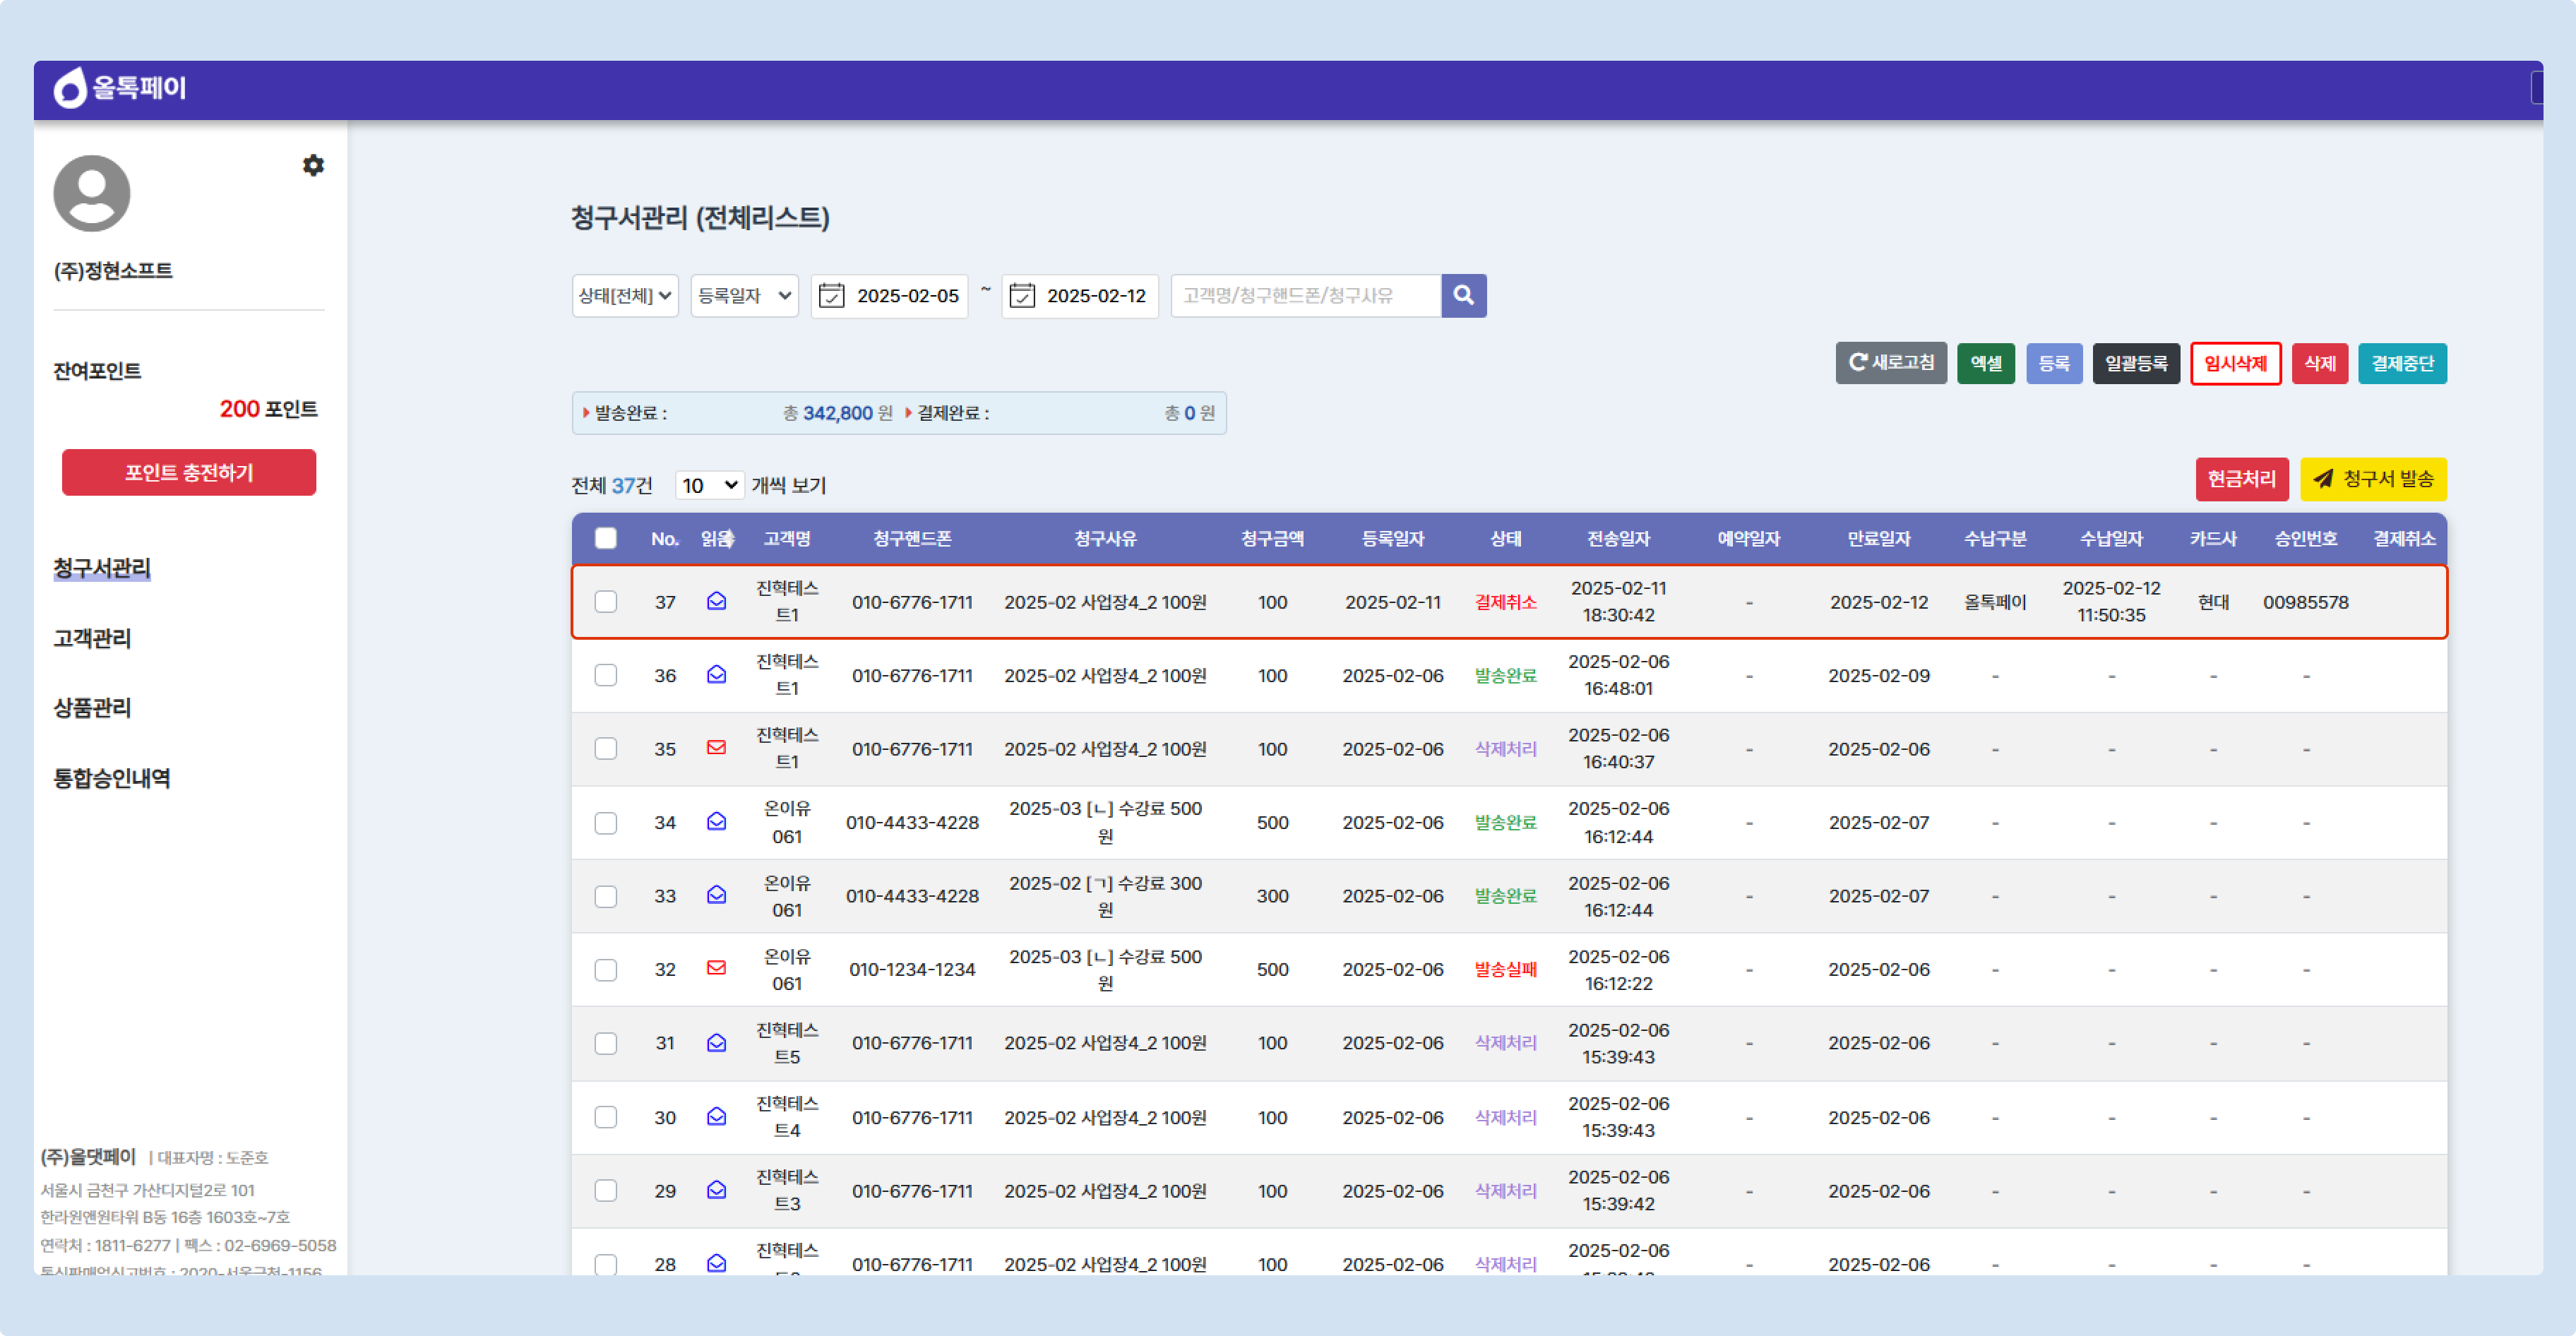 올톡페이
(주)정현소프트
잔여포인트
200 포인트
포인트 충전하기
청구서관리
고객관리
상품관리
통합승인내역
(주)올댓페이 | 대표자명 : 도준호
서울시 금천구 가산디지털2로 101
한라원앤원타워 B동 16층 1603호~7호
연락처 : 1811-6277 | 팩스 : 02-6969-5058
통신판매업신고번호 : 2020-서울금천-1156
청구서관리 (전체리스트)
상태[전체] 등록일자 2025-02-05 ~ 2025-02-12 고객명/청구핸드폰/청구사유
새로고침 엑셀 등록 일괄등록 임시삭제 삭제 결제중단
발송완료 : 총 342,800 원 결제완료 : 총 0 원
전체 37건 10 개씩 보기
현금처리 청구서 발송
No. 읽음 고객명 청구핸드폰 청구사유 청구금액 등록일자 상태 전송일자 예약일자 만료일자 수납구분 수납일자 카드사 승인번호 결제취소
37 진혁테스트1 010-6776-1711 2025-02 사업장4_2 100원 100 2025-02-11 결제취소 2025-02-11 18:30:42 - 2025-02-12 올톡페이 2025-02-12 11:50:35 현대 00985578
36 진혁테스트1 010-6776-1711 2025-02 사업장4_2 100원 100 2025-02-06 발송완료 2025-02-06 16:48:01 - 2025-02-09 - - - -
35 진혁테스트1 010-6776-1711 2025-02 사업장4_2 100원 100 2025-02-06 삭제처리 2025-02-06 16:40:37 - 2025-02-06 - - - -
34 온이유061 010-4433-4228 2025-03 [ㄴ] 수강료 500원 500 2025-02-06 발송완료 2025-02-06 16:12:44 - 2025-02-07 - - - -
33 온이유061 010-4433-4228 2025-02 [ㄱ] 수강료 300원 300 2025-02-06 발송완료 2025-02-06 16:12:44 - 2025-02-07 - - - -
32 온이유061 010-1234-1234 2025-03 [ㄴ] 수강료 500원 500 2025-02-06 발송실패 2025-02-06 16:12:22 - 2025-02-06 - - - -
31 진혁테스트5 010-6776-1711 2025-02 사업장4_2 100원 100 2025-02-06 삭제처리 2025-02-06 15:39:43 - 2025-02-06 - - - -
30 진혁테스트4 010-6776-1711 2025-02 사업장4_2 100원 100 2025-02-06 삭제처리 2025-02-06 15:39:43 - 2025-02-06 - - - -
29 진혁테스트3 010-6776-1711 2025-02 사업장4_2 100원 100 2025-02-06 삭제처리 2025-02-06 15:39:42 - 2025-02-06 - - - -
28 진혁테스 010-6776-1711 2025-02 사업장4_2 100원 100 2025-02-06 삭제처리 2025-02-06 - 2025-02-06 - - - -